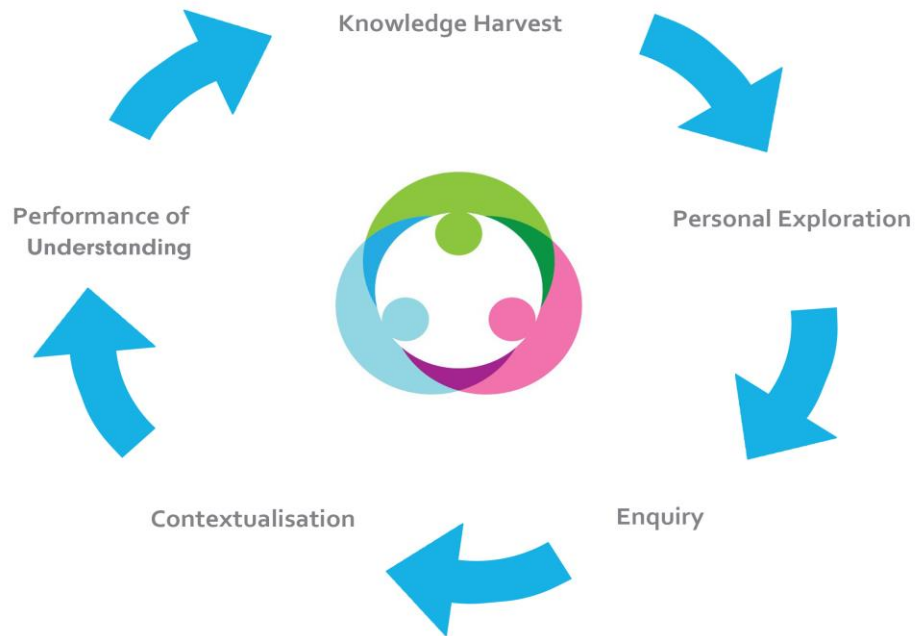 Knowledge Harvest
Personal Exploration
Enquiry
Contextualisation
Performance of
Understanding